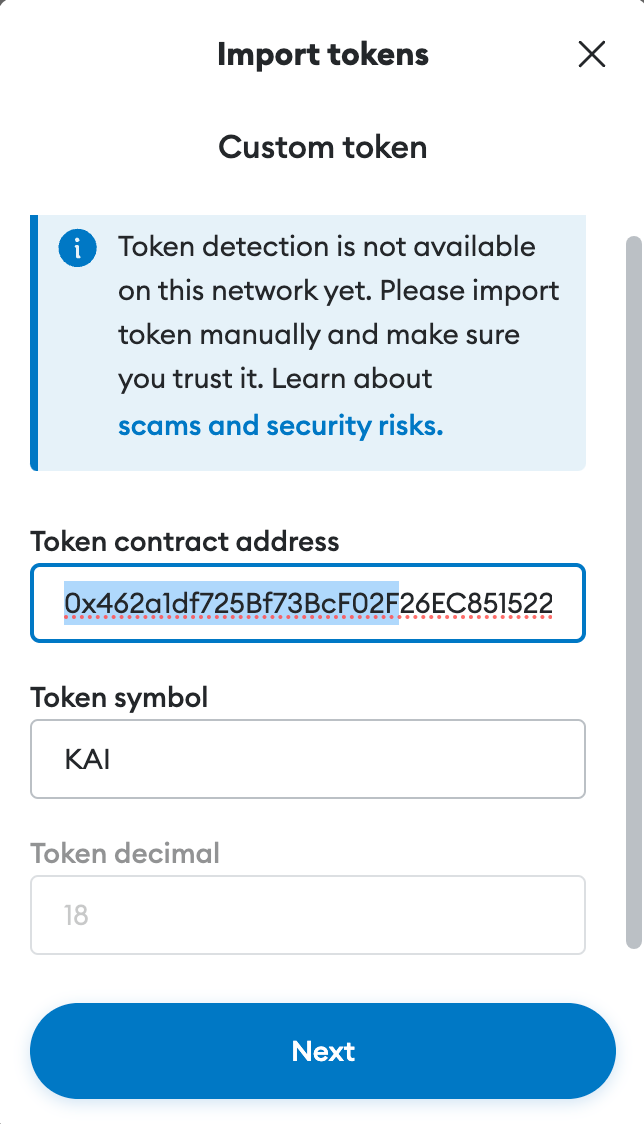 Import tokens
Custom token
Token detection is not available
on this network yet. Please import
token manually and make sure
you trust it. Learn about
scams and security risks.
Token contract address
0x462a1df725Bf73BcF02F26EC851522
Token symbol
KAI
Token decimal
18
Next